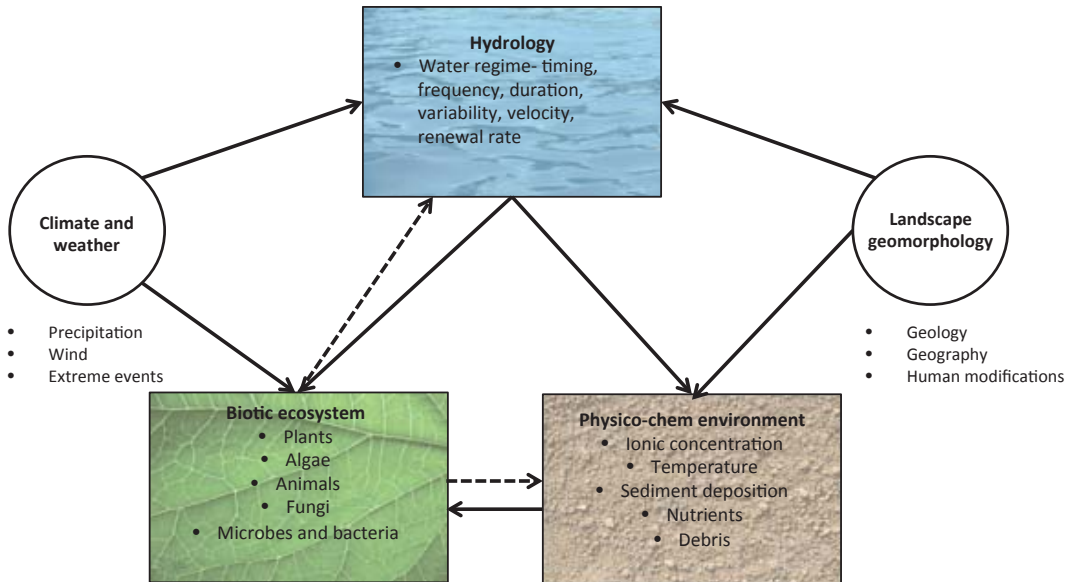 Hydrology
• Water regime- timing,
frequency, duration,
variability, velocity,
renewal rate
Climate and
weather
• Precipitation
• Wind
• Extreme events
Landscape
geomorphology
• Geology
• Geography
• Human modifications
Biotic ecosystem
• Plants
• Algae
• Animals
• Fungi
• Microbes and bacteria
Physico-chem environment
• Ionic concentration
• Temperature
• Sediment deposition
• Nutrients
• Debris